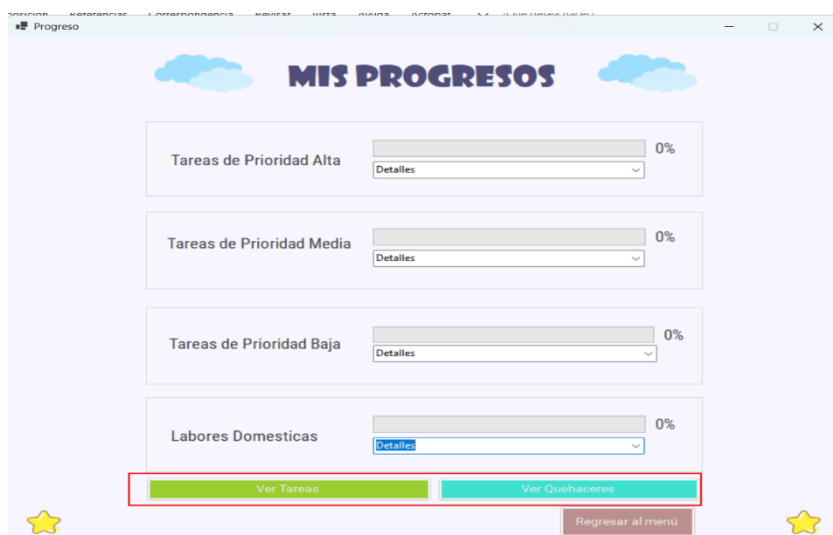 Progreso
MIS PROGRESOS
Tareas de Prioridad Alta
0%
Detalles
Tareas de Prioridad Media
0%
Detalles
Tareas de Prioridad Baja
0%
Detalles
Labores Domesticas
0%
Detalles
Ver Tareas
Ver Quehaceres
Regresar al menú